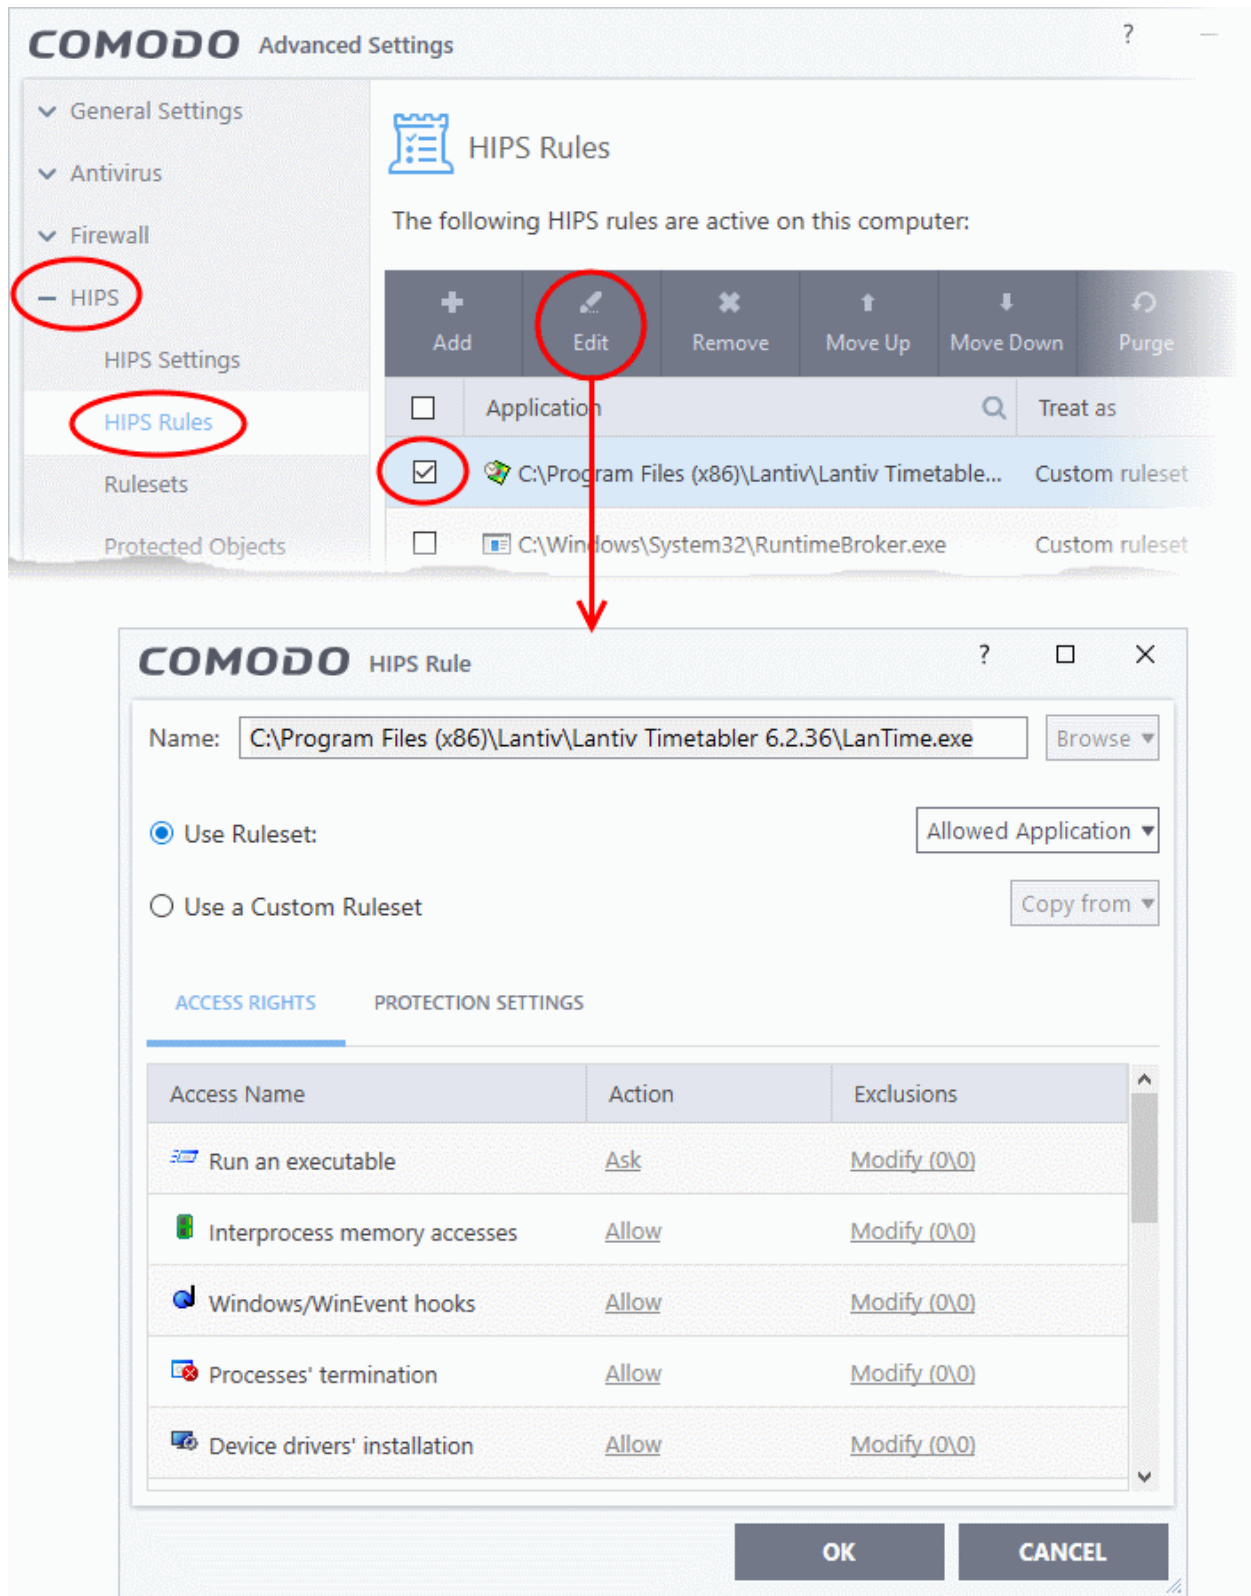 COMODO Advanced Settings ?
General Settings
Antivirus
Firewall
HIPS
HIPS Settings
HIPS Rules
Rulesets
Protected Objects
HIPS Rules
The following HIPS rules are active on this computer:
Add Edit Remove Move Up Move Down Purge
Application Treat as
C:\Program Files (x86)\Lantiv\Lantiv Timetable... Custom ruleset
C:\Windows\System32\RuntimeBroker.exe Custom ruleset
COMODO HIPS Rule ?
Name: C:\Program Files (x86)\Lantiv\Lantiv Timetabler 6.2.36\LanTime.exe Browse
Use Ruleset: Allowed Application
Use a Custom Ruleset Copy from
ACCESS RIGHTS PROTECTION SETTINGS
Access Name Action Exclusions
Run an executable Ask Modify (0\0)
Interprocess memory accesses Allow Modify (0\0)
Windows/WinEvent hooks Allow Modify (0\0)
Processes' termination Allow Modify (0\0)
Device drivers' installation Allow Modify (0\0)
OK CANCEL